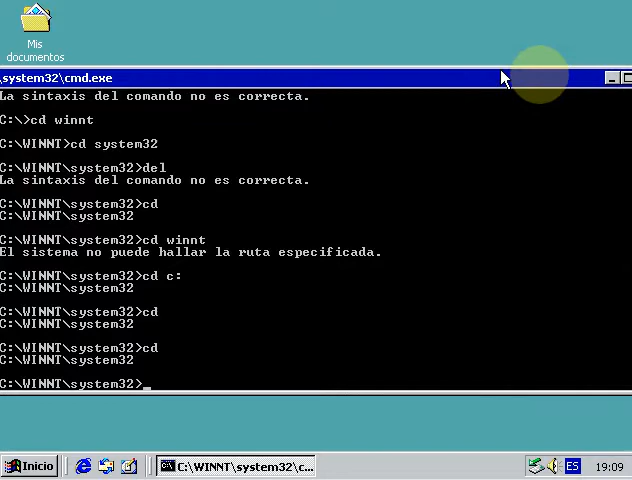 Mis
documentos
\system32\cmd.exe
La sintaxis del comando no es correcta.
C:\>cd winnt
C:\WINNT>cd system32
C:\WINNT\system32>del
La sintaxis del comando no es correcta.
C:\WINNT\system32>cd
C:\WINNT\system32
C:\WINNT\system32>cd winnt
El sistema no puede hallar la ruta especificada.
C:\WINNT\system32>cd c:
C:\WINNT\system32
C:\WINNT\system32>cd
C:\WINNT\system32
C:\WINNT\system32>cd
C:\WINNT\system32
C:\WINNT\system32>_
Inicio
C:\WINNT\system32\c...
ES
19:09